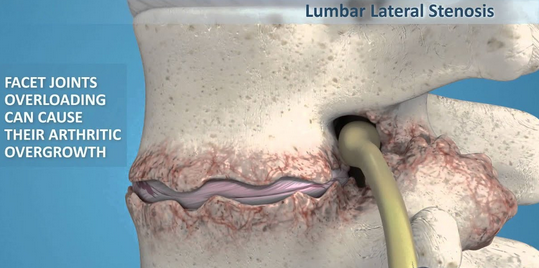 Lumbar Lateral Stenosis
FACET JOINTS
OVERLOADING
CAN CAUSE
THEIR ARTHRITIC
OVERGROWTH